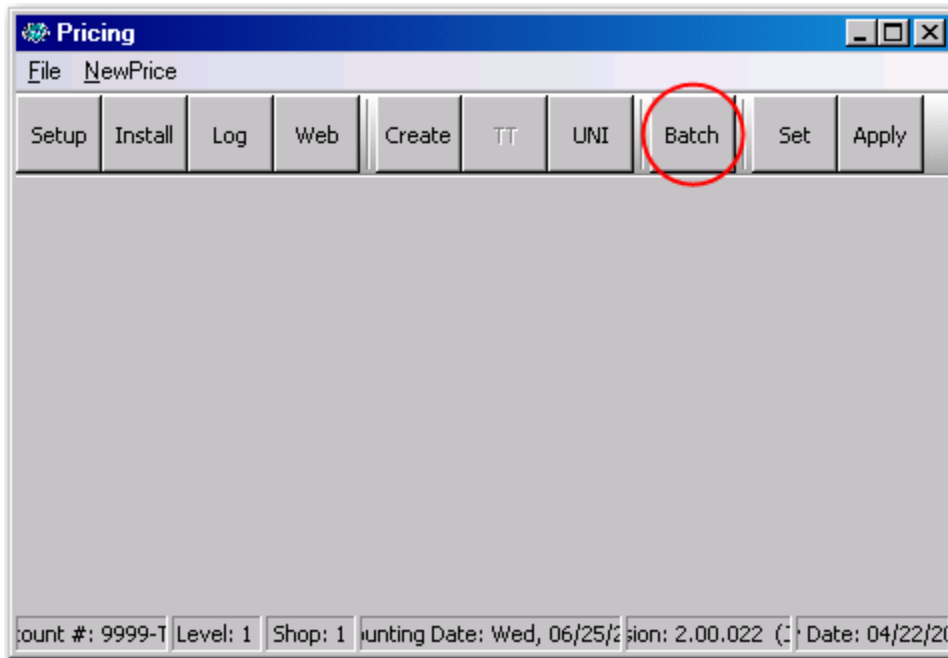 Pricing
File NewPrice
Setup Install Log Web Create TT UNI Batch Set Apply
count #: 9999-T Level: 1 Shop: 1 unting Date: Wed, 06/25/2 sion: 2.00.022 ( Date: 04/22/20